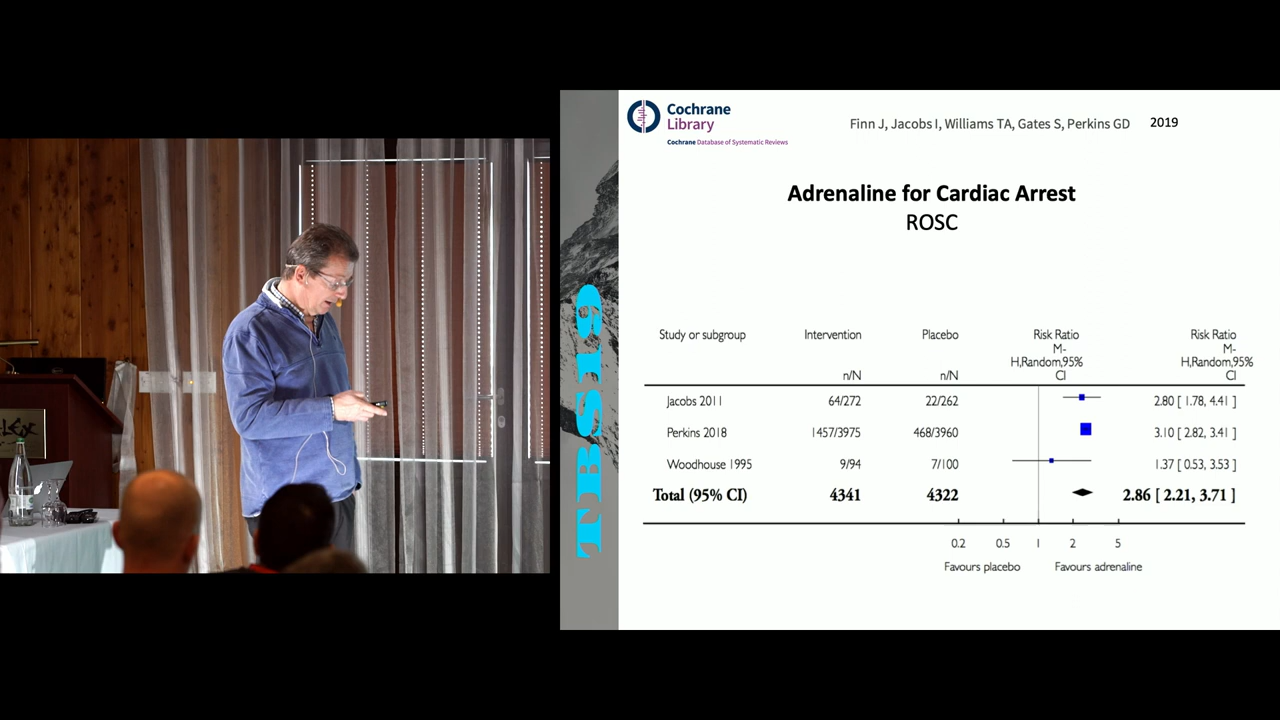 LEX
TBS19
Cochrane
Library
Cochrane Database of Systematic Reviews
Finn J, Jacobs I, Williams TA, Gates S, Perkins GD 2019
Adrenaline for Cardiac Arrest
ROSC
Study or subgroup Intervention Placebo Risk Ratio Risk Ratio
M- M-
H,Random,95% H,Random,95%
n/N n/N CI CI
Jacobs 2011 64/272 22/262 2.80 [ 1.78, 4.41 ]
Perkins 2018 1457/3975 468/3960 3.10 [ 2.82, 3.41 ]
Woodhouse 1995 9/94 7/100 1.37 [ 0.53, 3.53 ]
Total (95% CI) 4341 4322 2.86 [ 2.21, 3.71 ]
0.2 0.5 1 2 5
Favours placebo Favours adrenaline